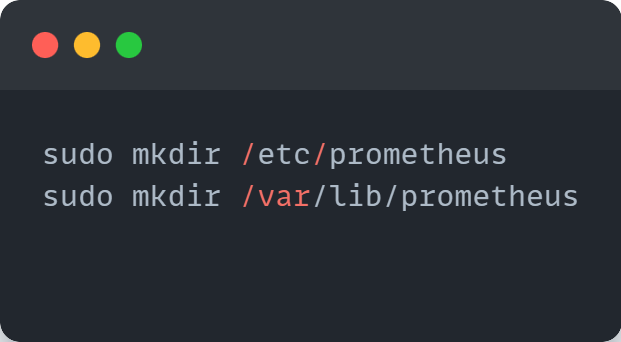 sudo mkdir /etc/prometheus
sudo mkdir /var/lib/prometheus